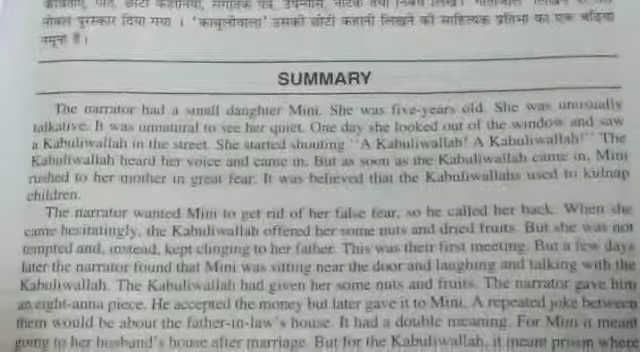 कविताएँ, गीत, छोटी कहानियाँ, संगीतक एवं उपन्यास, नाटक तथा निबंध लिखे। गीतांजलि लिखने
नोबल पुरस्कार दिया गया । 'काबुलीवाला' उसकी छोटी कहानी लिखने की साहित्यिक प्रतिभा का एक बढ़िया
नमूना है।
SUMMARY
The narrator had a small daughter Mini. She was five-years old. She was unusually
talkative. It was unnatural to see her quiet. One day she looked out of the window and saw
a Kabuliwallah in the street. She started shouting "A Kabuliwallah! A Kabuliwallah!" The
Kabuliwallah heard her voice and came in. But as soon as the Kabuliwallah came in, Mini
rushed to her mother in great fear. It was believed that the Kabuliwallahs used to kidnap
children.
The narrator wanted Mini to get rid of her false fear, so he called her back. When she
came hesitatingly, the Kabuliwallah offered her some nuts and dried fruits. But she was not
tempted and, instead, kept clinging to her father. This was their first meeting. But a few days
later the narrator found that Mini was sitting near the door and laughing and talking with the
Kabuliwallah. The Kabuliwallah had given her some nuts and fruits. The narrator gave him
an eight-anna piece. He accepted the money but later gave it to Mini. A repeated joke between
them would be about the father-in-law's house. It had a double meaning. For Mini it meant
going to her husband's house after marriage. But for the Kabuliwallah, it meant prison where